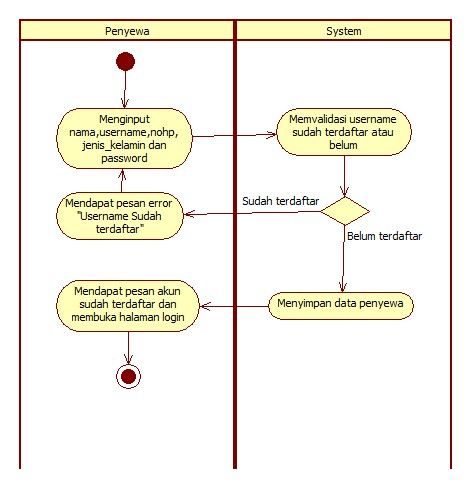 Penyewa
System
Menginput
nama,username,nohp,
jenis_kelamin dan
password
Memvalidasi username
sudah terdaftar atau
belum
Mendapat pesan error
"Username Sudah
terdaftar"
Sudah terdaftar
Belum terdaftar
Mendapat pesan akun
sudah terdaftar dan
membuka halaman login
Menyimpan data penyewa